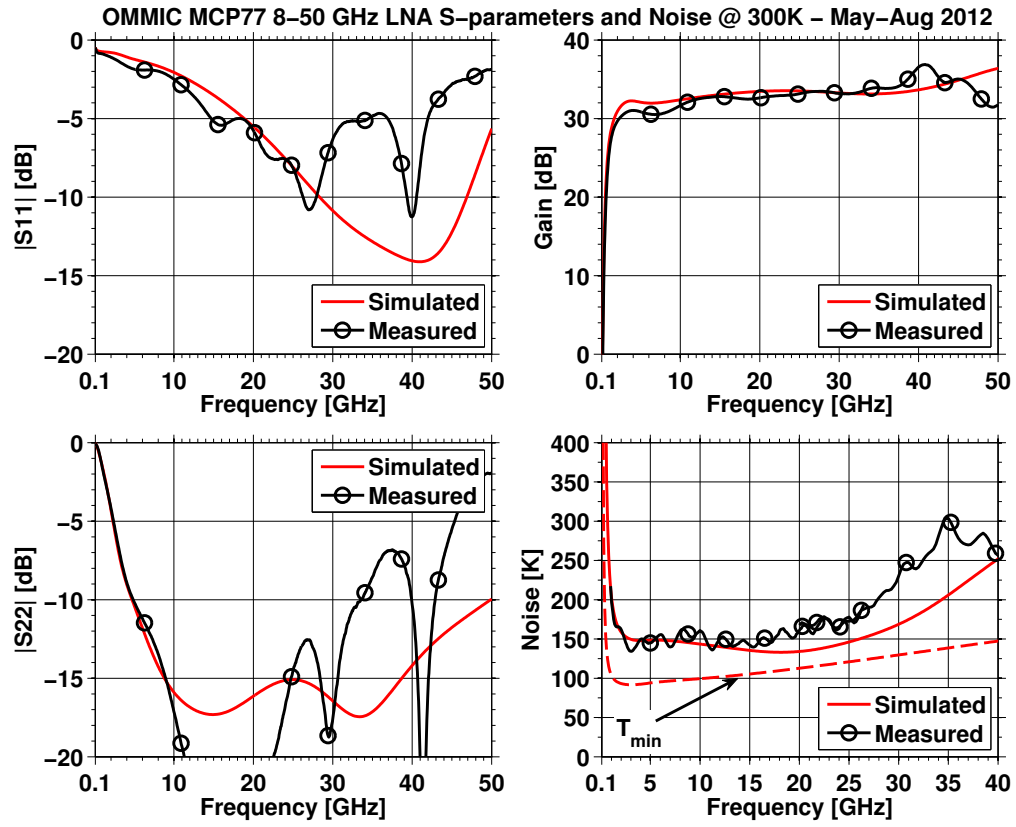 OMMIC MCP77 8−50 GHz LNA S−parameters and Noise @ 300K − May−Aug 2012
0
−5
−10
−15
−20
|S11| [dB]
0.1 10 20 30 40 50
Frequency [GHz]
Simulated
Measured
40
30
20
10
0
Gain [dB]
0.1 10 20 30 40 50
Frequency [GHz]
Simulated
Measured
0
−5
−10
−15
−20
|S22| [dB]
0.1 10 20 30 40 50
Frequency [GHz]
Simulated
Measured
400
350
300
250
200
150
100
50
0
Noise [K]
0.1 5 10 15 20 25 30 35 40
Frequency [GHz]
T_min
Simulated
Measured